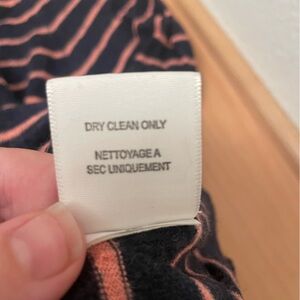 DRY CLEAN ONLY
NETTOYAGE A
SEC UNIQUEMENT